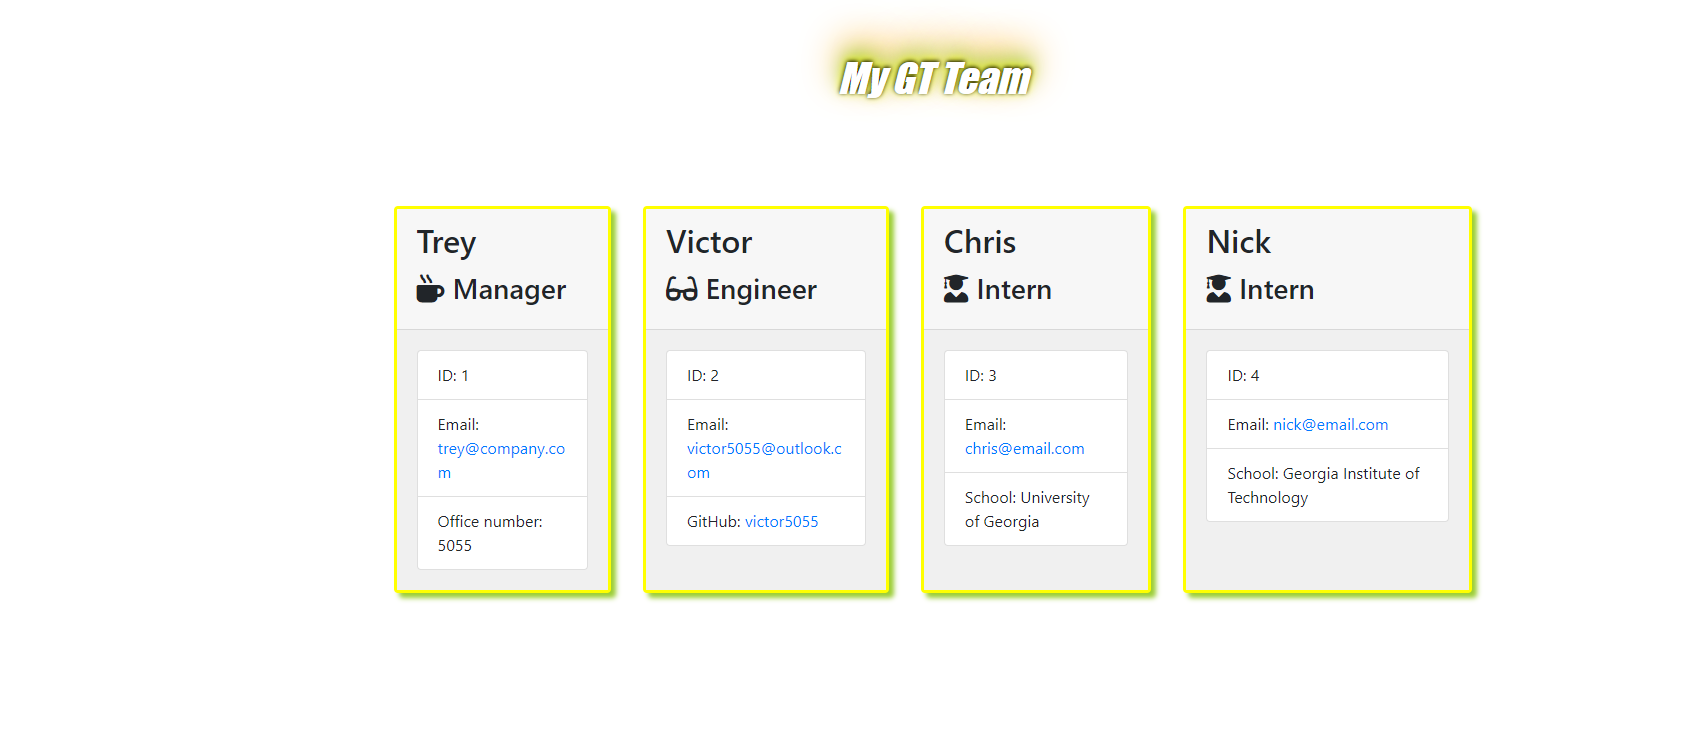 My GT Team
Trey
Manager
ID: 1
Email:
trey@company.co
m
Office number:
5055
Victor
Engineer
ID: 2
Email:
victor5055@outlook.c
om
GitHub: victor5055
Chris
Intern
ID: 3
Email:
chris@email.com
School: University
of Georgia
Nick
Intern
ID: 4
Email: nick@email.com
School: Georgia Institute of
Technology